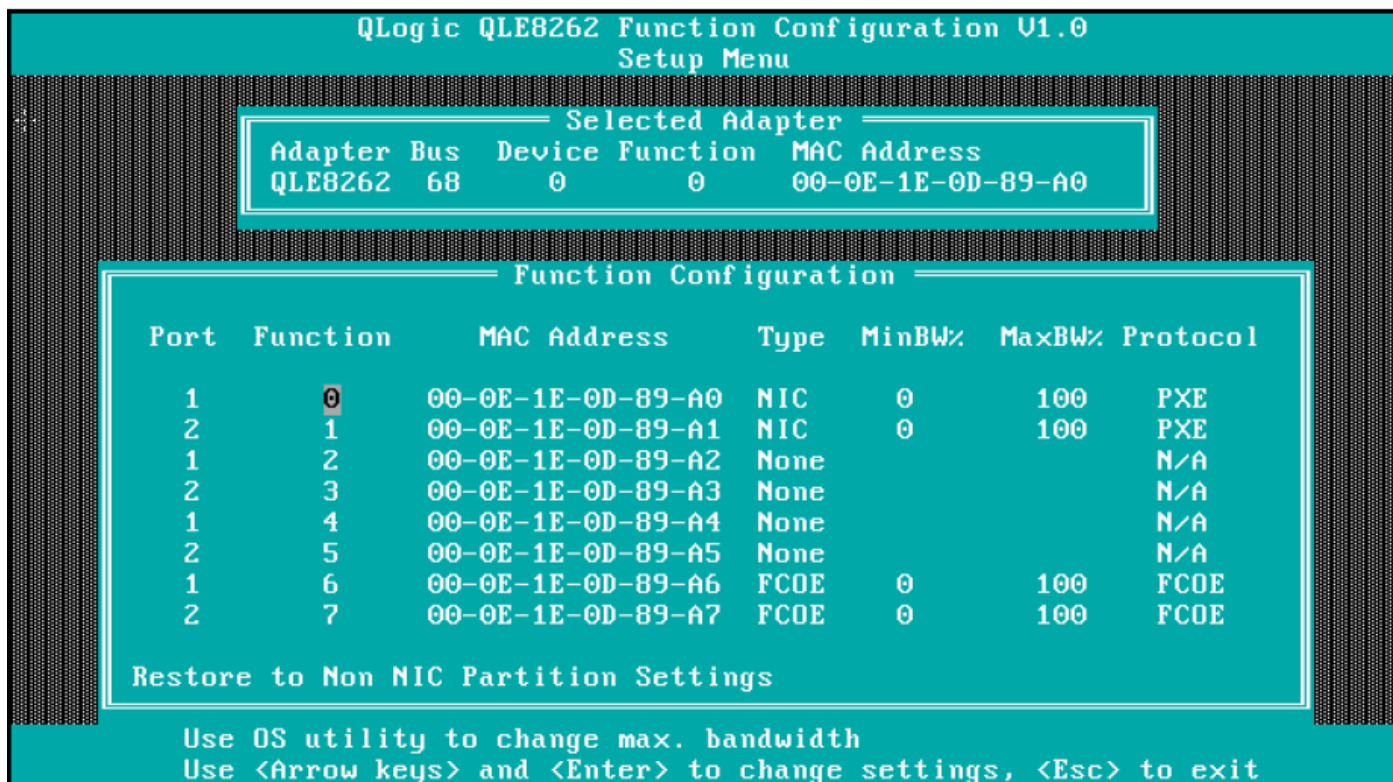 QLogic QLE8262 Function Configuration V1.0
Setup Menu
Selected Adapter
Adapter Bus Device Function MAC Address
QLE8262 68 0 0 00-0E-1E-0D-89-A0
Function Configuration
Port Function MAC Address Type MinBW% MaxBW% Protocol
1 0 00-0E-1E-0D-89-A0 NIC 0 100 PXE
2 1 00-0E-1E-0D-89-A1 NIC 0 100 PXE
1 2 00-0E-1E-0D-89-A2 None N/A
2 3 00-0E-1E-0D-89-A3 None N/A
1 4 00-0E-1E-0D-89-A4 None N/A
2 5 00-0E-1E-0D-89-A5 None N/A
1 6 00-0E-1E-0D-89-A6 FCOE 0 100 FCOE
2 7 00-0E-1E-0D-89-A7 FCOE 0 100 FCOE
Restore to Non NIC Partition Settings
Use OS utility to change max. bandwidth
Use <Arrow keys> and <Enter> to change settings, <Esc> to exit